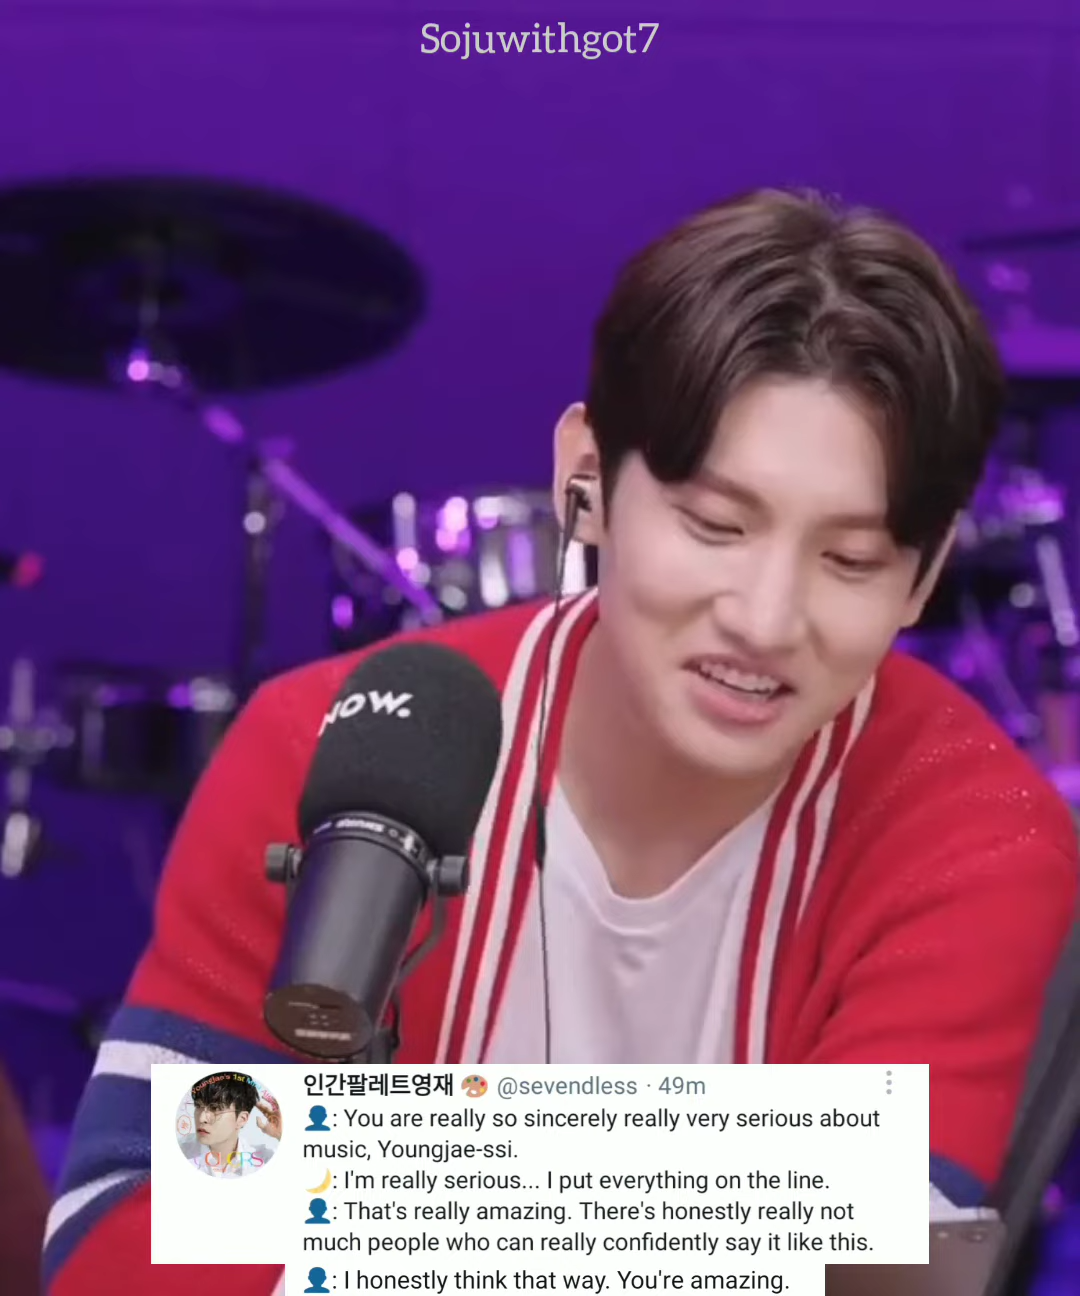 Sojuwithgot7
NOW.
인간팔레트영재 🎨 @sevendless · 49m
👤: You are really so sincerely really very serious about
music, Youngjae-ssi.
🌙: I'm really serious... I put everything on the line.
👤: That's really amazing. There's honestly really not
much people who can really confidently say it like this.
👤: I honestly think that way. You're amazing.